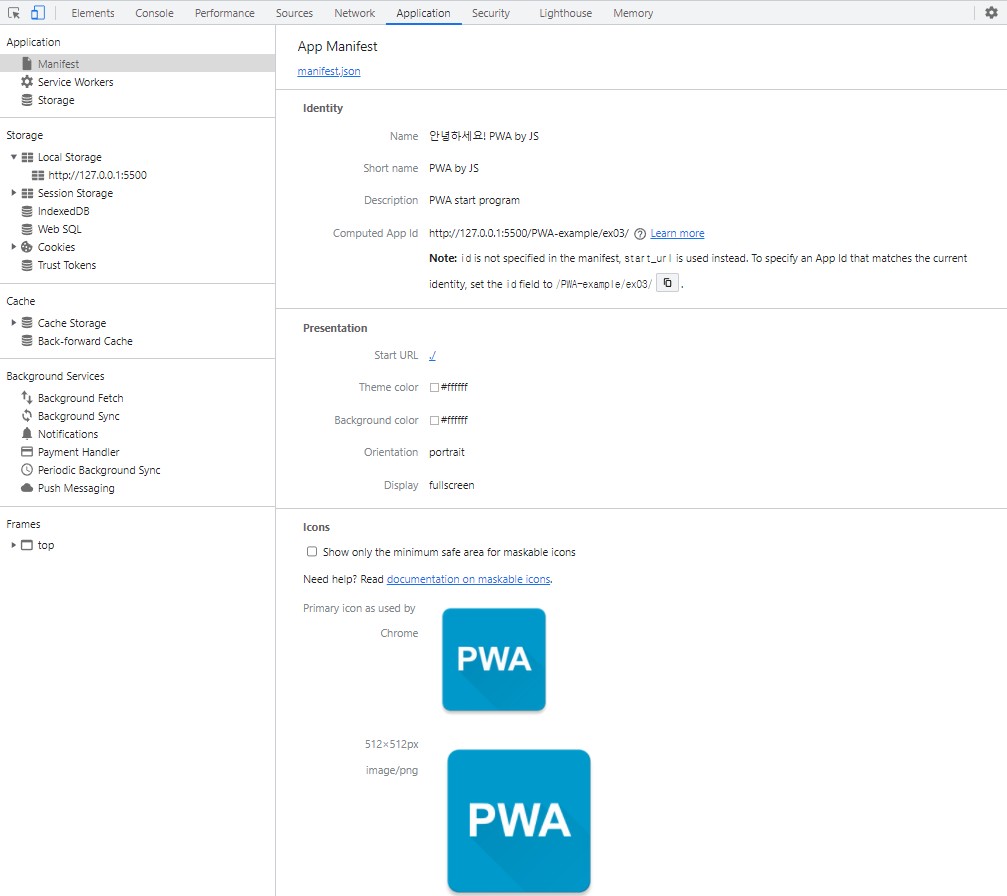 Elements Console Performance Sources Network Application Security Lighthouse Memory
Application
Manifest
Service Workers
Storage
Storage
Local Storage
http://127.0.0.1:5500
Session Storage
IndexedDB
Web SQL
Cookies
Trust Tokens
Cache
Cache Storage
Back-forward Cache
Background Services
Background Fetch
Background Sync
Notifications
Payment Handler
Periodic Background Sync
Push Messaging
Frames
top
App Manifest
manifest.json
Identity
Name 안녕하세요! PWA by JS
Short name PWA by JS
Description PWA start program
Computed App Id http://127.0.0.1:5500/PWA-example/ex03/ ? Learn more
Note: id is not specified in the manifest, start_url is used instead. To specify an App Id that matches the current
identity, set the id field to /PWA-example/ex03/ .
Presentation
Start URL ./
Theme color #ffffff
Background color #ffffff
Orientation portrait
Display fullscreen
Icons
Show only the minimum safe area for maskable icons
Need help? Read documentation on maskable icons.
Primary icon as used by
Chrome
PWA
512×512px
image/png
PWA